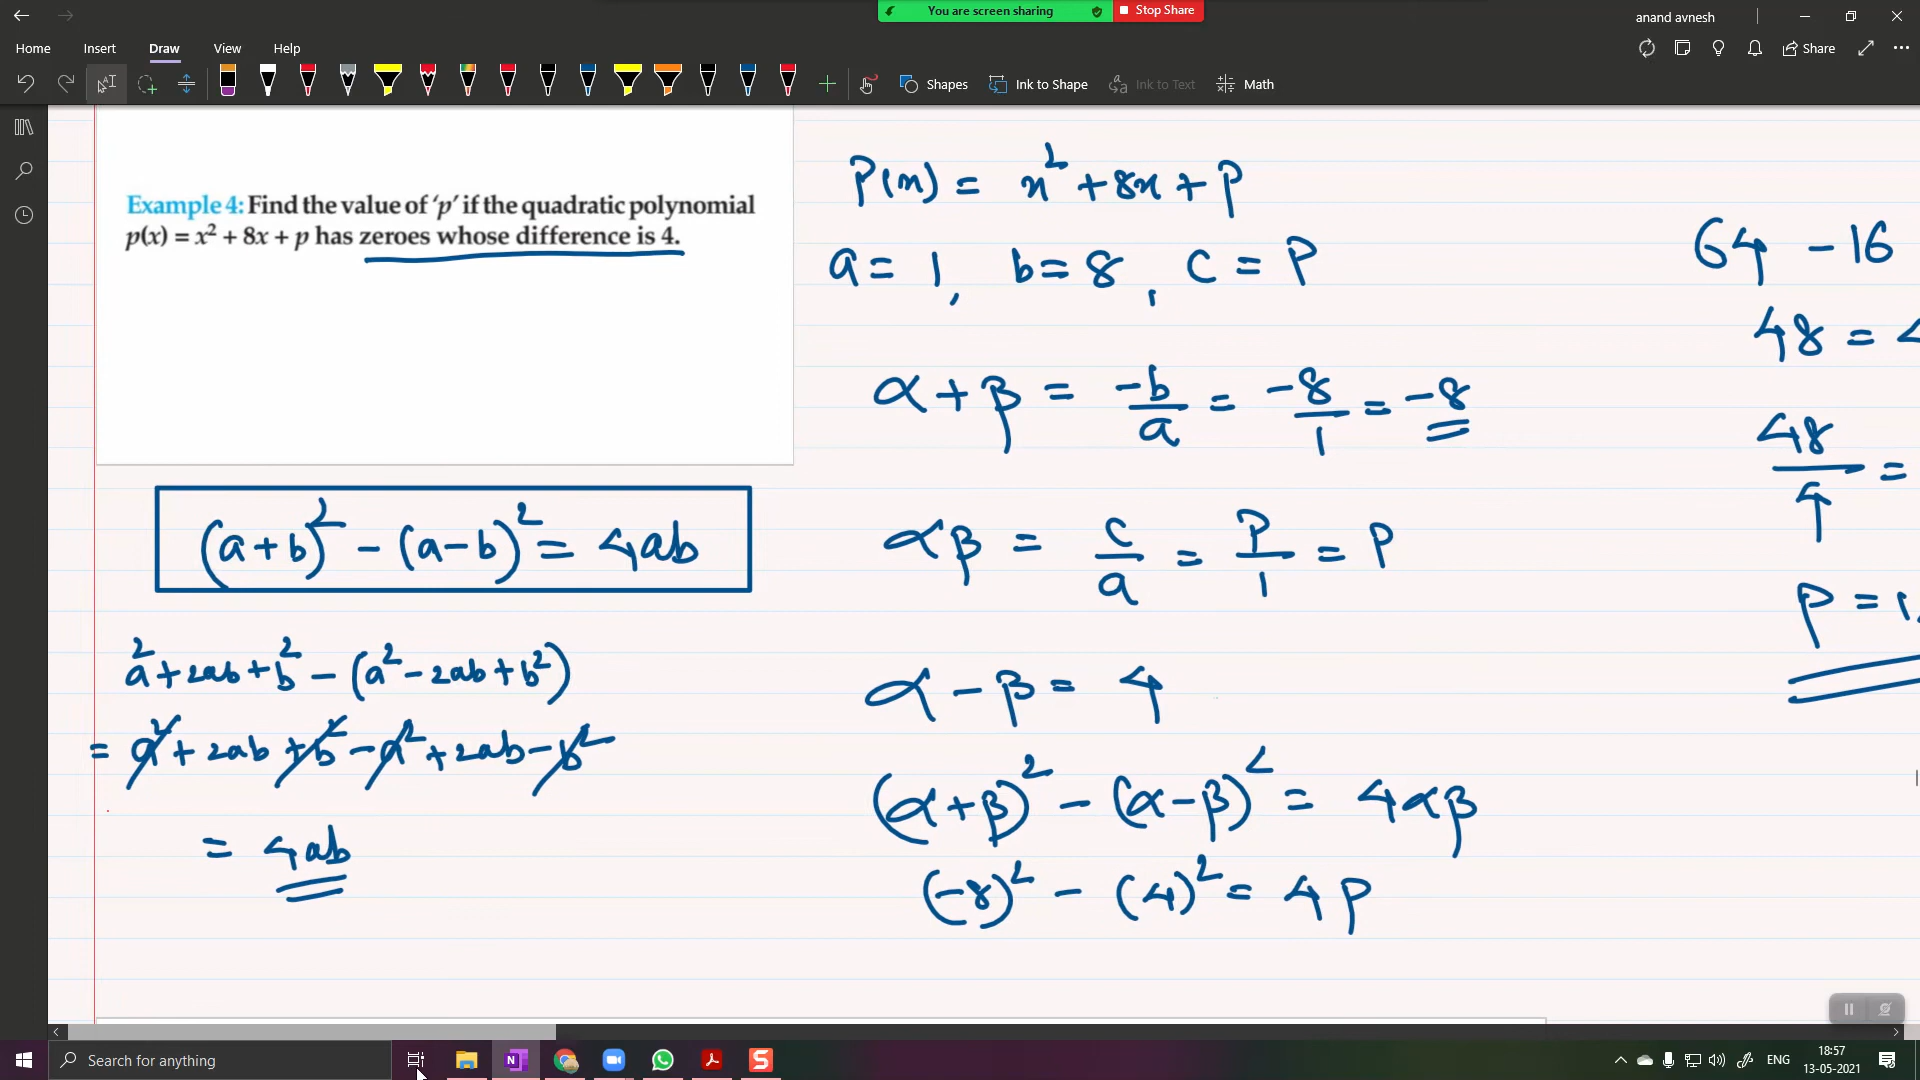 You are screen sharing
Stop Share
anand avnesh
Home Insert Draw View Help
Share
Shapes Ink to Shape Ink to Text Math
Example 4: Find the value of ‘p’ if the quadratic polynomial
p(x) = x² + 8x + p has zeroes whose difference is 4.
(a+b)² - (a-b)² = 4ab
a² + 2ab + b² - (a² - 2ab + b²)
= a² + 2ab + b² - a² + 2ab - b²
= 4ab
P(x) = x² + 8x + P
a = 1, b = 8, c = P
α + β = -b/a = -8/1 = -8
αβ = c/a = P/1 = P
α - β = 4
(α+β)² - (α-β)² = 4αβ
(-8)² - (4)² = 4P
64 - 16
48 =
48/4 =
P = 1
Search for anything
ENG
18:57
13-05-2021